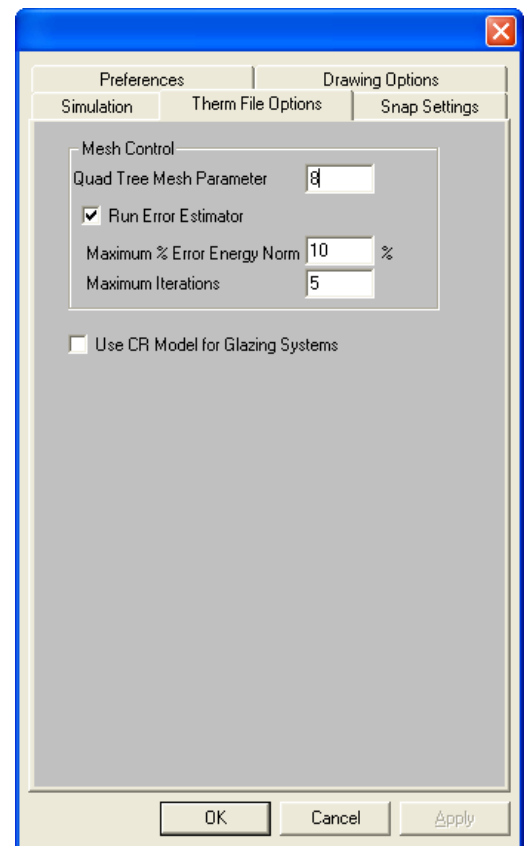 Preferences
Drawing Options
Simulation
Therm File Options
Snap Settings
Mesh Control
Quad Tree Mesh Parameter 8
Run Error Estimator
Maximum % Error Energy Norm 10 %
Maximum Iterations 5
Use CR Model for Glazing Systems
OK
Cancel
Apply